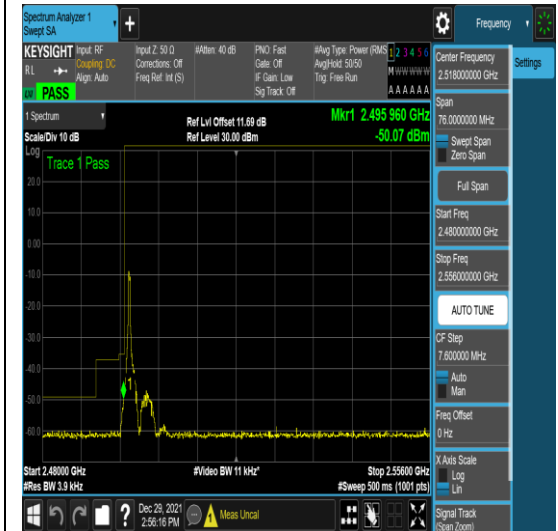 Spectrum Analyzer 1
Swept SA
+
Frequency
KEYSIGHT
RL
PASS
Input: RF
Coupling: DC
Align: Auto
Input Z: 50 Ω
Corrections: Off
Freq Ref: Int (S)
#Atten: 40 dB
PNO: Fast
Gate: Off
IF Gain: Low
Sig Track: Off
#Avg Type: Power (RMS
Avg|Hold: 50/50
Trig: Free Run
1 2 3 4 5 6
M W W W W W
A A A A A A
1 Spectrum
Scale/Div 10 dB
Ref Lvl Offset 11.69 dB
Ref Level 30.00 dBm
Mkr1 2.495 960 GHz
-50.07 dBm
Log
Trace 1 Pass
20.0
10.0
0.00
-10.0
-20.0
-30.0
-40.0
-50.0
-60.0
Start 2.48000 GHz
#Res BW 3.9 kHz
#Video BW 11 kHz*
Stop 2.55600 GHz
#Sweep 500 ms (1001 pts)
?
Dec 29, 2021
2:56:16 PM
Meas Uncal
Center Frequency
2.518000000 GHz
Span
76.0000000 MHz
Swept Span
Zero Span
Full Span
Start Freq
2.480000000 GHz
Stop Freq
2.556000000 GHz
AUTO TUNE
CF Step
7.600000 MHz
Auto
Man
Freq Offset
0 Hz
X Axis Scale
Log
Lin
Signal Track
(Span Zoom)
Settings